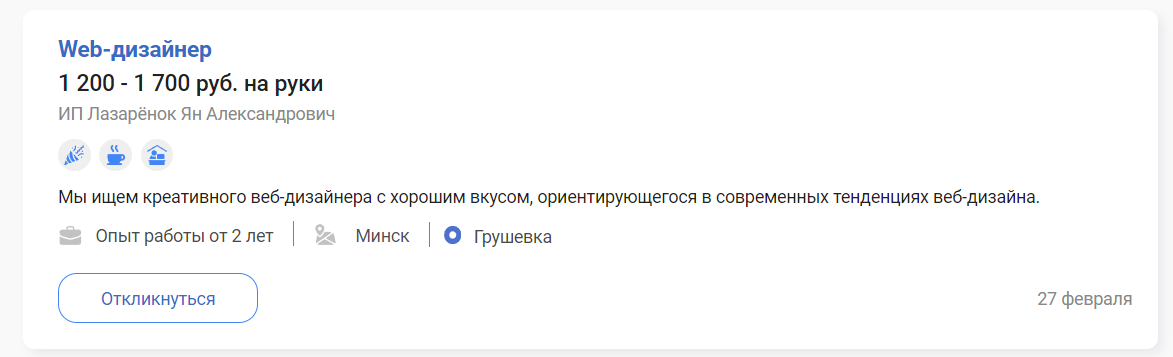 Web-дизайнер
1 200 - 1 700 руб. на руки
ИП Лазарёнок Ян Александрович
Мы ищем креативного веб-дизайнера с хорошим вкусом, ориентирующегося в современных тенденциях веб-дизайна.
Опыт работы от 2 лет Минск Грушевка
Откликнуться 27 февраля